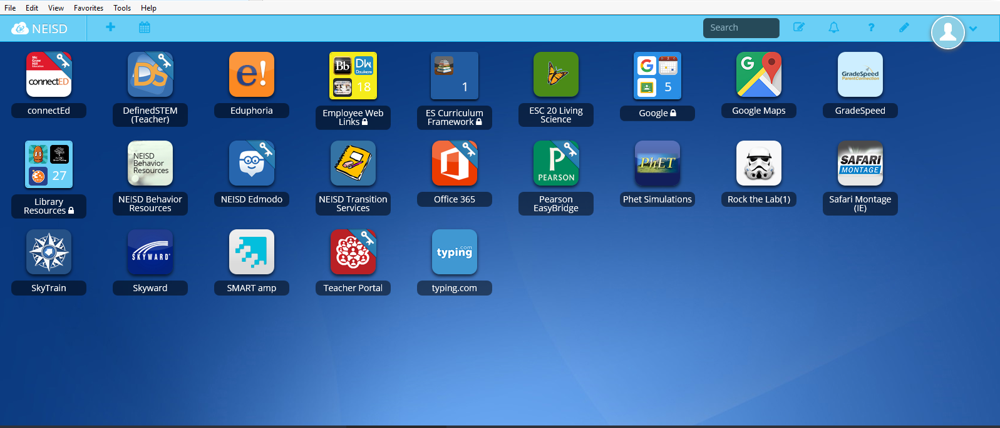 File Edit View Favorites Tools Help
NEISD
Search ?
Mc
Graw
Hill
Education
connectED
DS
e!
Bb
Dw
18
1
G
5
G
GradeSpeed
ParentConnection
connectEd
DefinedSTEM
(Teacher)
Eduphoria
Employee Web
Links
ES Curriculum
Framework
ESC 20 Living
Science
Google
Google Maps
GradeSpeed
27
NEISD
Behavior
Resources
P
PEARSON
PhET
SAFARI
MONTAGE
Library
Resources
NEISD Behavior
Resources
NEISD Edmodo
NEISD Transition
Services
Office 365
Pearson
EasyBridge
Phet Simulations
Rock the Lab(1)
Safari Montage
(IE)
SKYWARD
.com
typing
SkyTrain
Skyward
SMART amp
Teacher Portal
typing.com